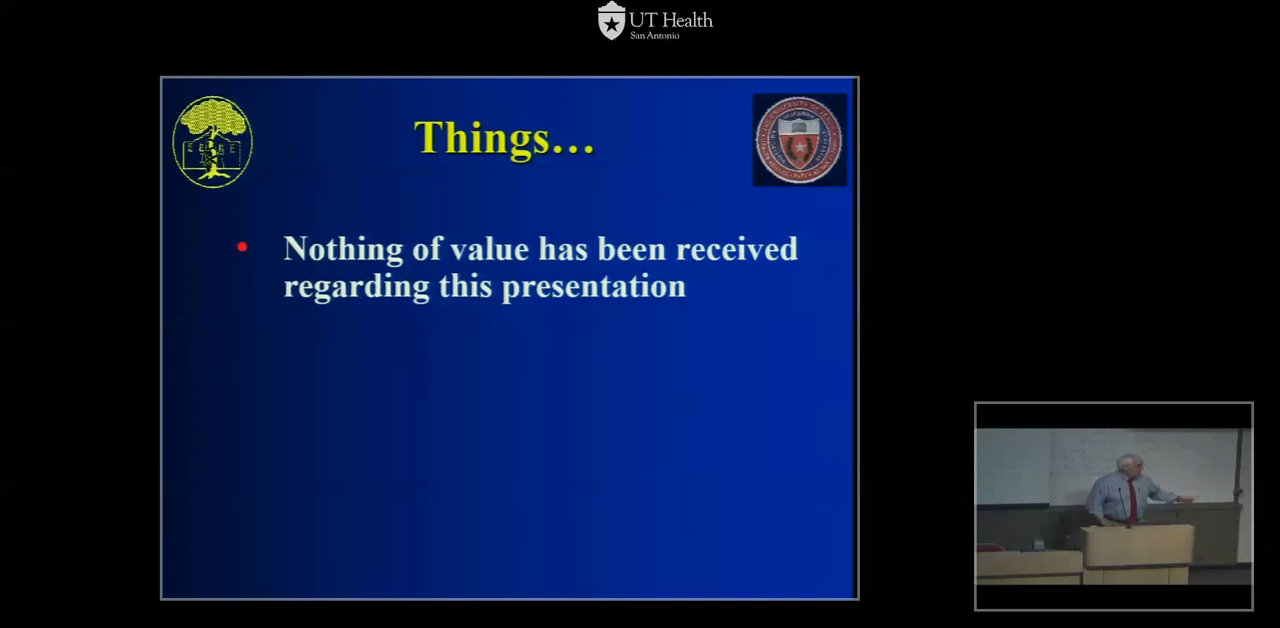 UT Health
San Antonio
Things...
• Nothing of value has been received
regarding this presentation